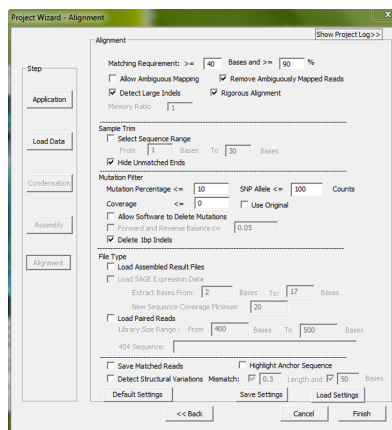 Project Wizard - Alignment
Show Project Log>>
Alignment
Step
Application
Load Data
Condensation
Assembly
Alignment
Matching Requirement: >= 40 Bases and >= 90 %
Allow Ambiguous Mapping Remove Ambiguously Mapped Reads
Detect Large Indels Rigorous Alignment
Memory Ratio 1
Sample Trim
Select Sequence Range
From 1 Bases To 30 Bases
Hide Unmatched Ends
Mutation Filter
Mutation Percentage <= 10 SNP Allele <= 100 Counts
Coverage <= 0 Use Original
Allow Software to Delete Mutations
Forward and Reverse Balance <= 0.05
Delete 1bp Indels
File Type
Load Assembled Result Files
Load SAGE Expression Data
Extract Bases From: 2 Bases To: 17 Bases
New Sequence Coverage Minimum 20
Load Paired Reads
Library Size Range : From 400 Bases To 500 Bases
454 Sequence:
Save Matched Reads Highlight Anchor Sequence
Detect Structural Variations Mismatch: 0.3 Length and 50 Bases
Default Settings Save Settings Load Settings
<< Back Cancel Finish